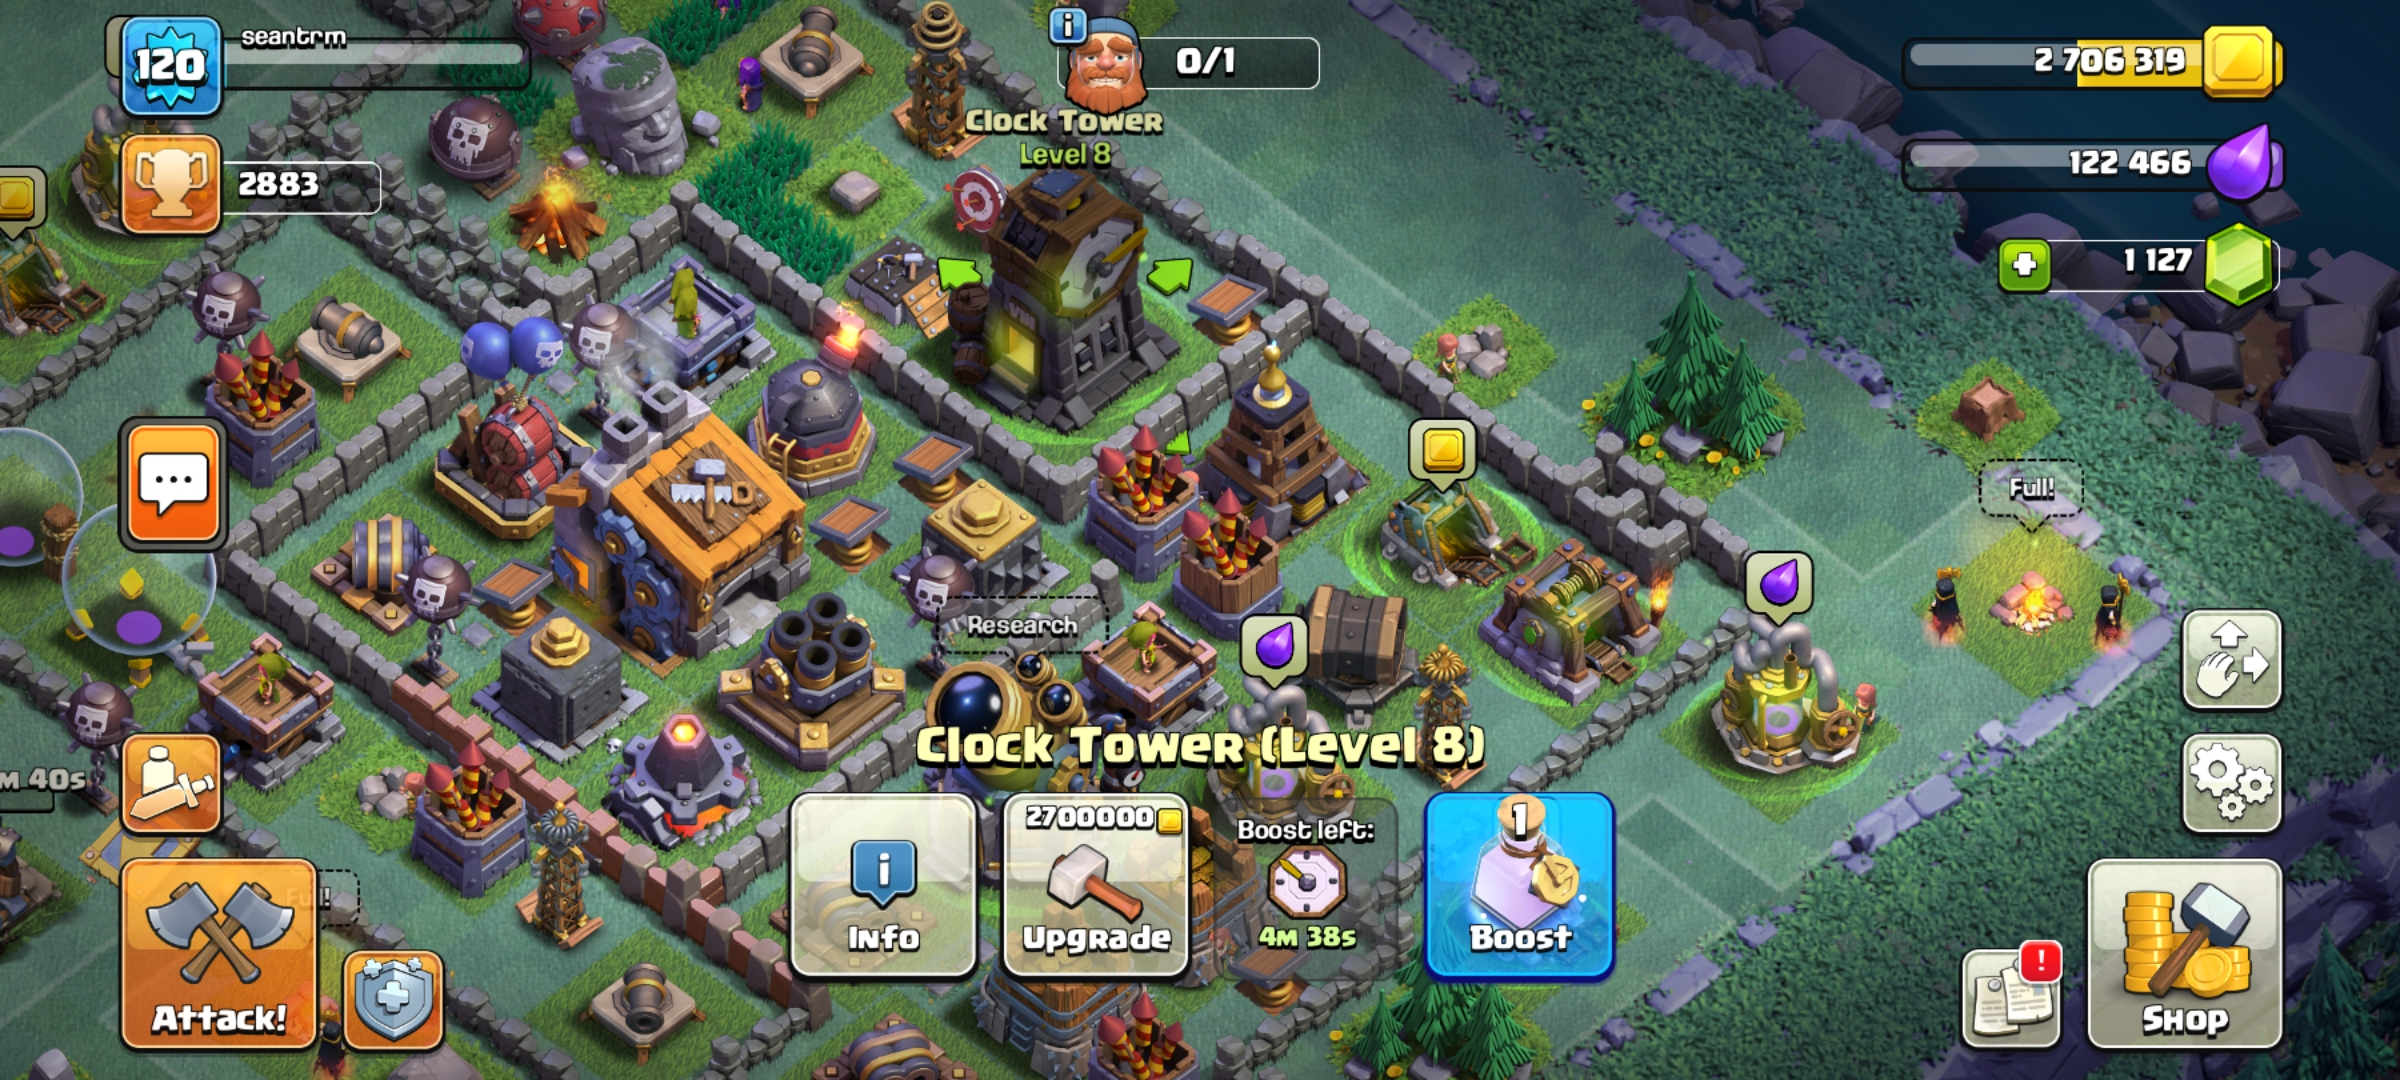 120
seantrm
0/1
2 706 319
Clock Tower
Level 8
2883
122 466
1 127
Full!
Research
Clock Tower (Level 8)
M 40s
2700000
1
Boost left:
Info
Upgrade
4M 38s
Boost
!
Attack!
Shop